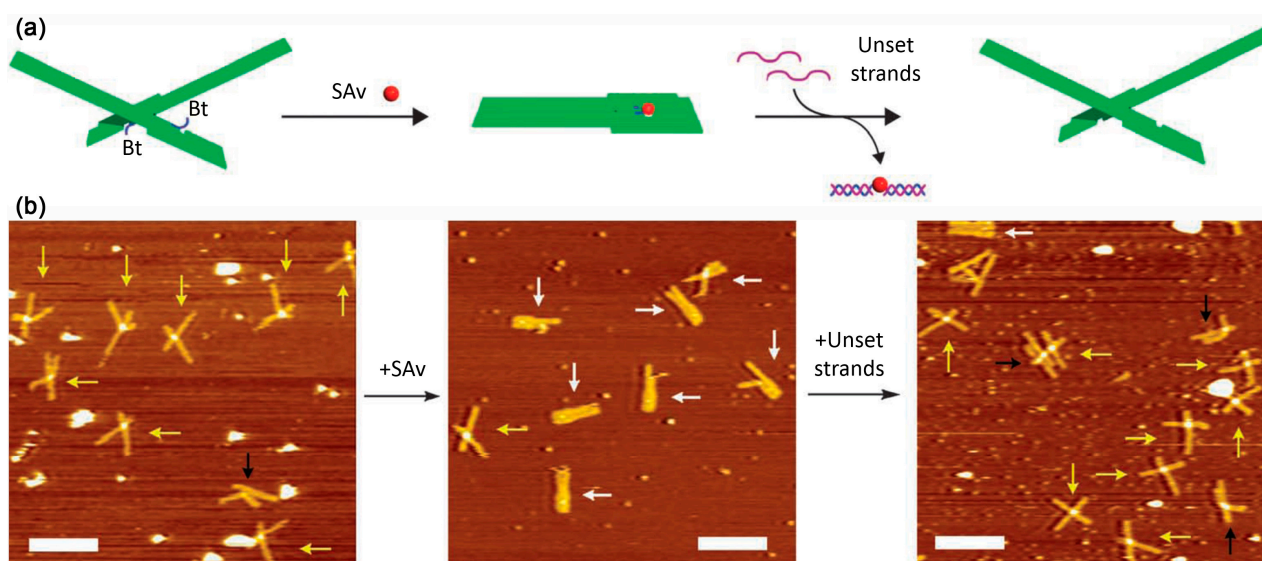 (a)
SAv
Unset
strands
Bt
Bt
(b)
+SAv
+Unset
strands